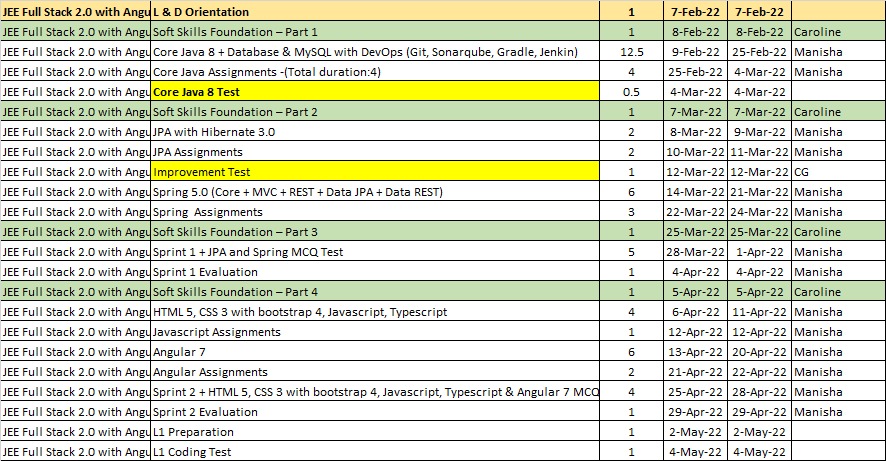 JEE Full Stack 2.0 with Angu L & D Orientation 1 7-Feb-22 7-Feb-22
JEE Full Stack 2.0 with Angu Soft Skills Foundation – Part 1 1 8-Feb-22 8-Feb-22 Caroline
JEE Full Stack 2.0 with Angu Core Java 8 + Database & MySQL with DevOps (Git, Sonarqube, Gradle, Jenkin) 12.5 9-Feb-22 25-Feb-22 Manisha
JEE Full Stack 2.0 with Angu Core Java Assignments -(Total duration:4) 4 25-Feb-22 4-Mar-22 Manisha
JEE Full Stack 2.0 with Angu Core Java 8 Test 0.5 4-Mar-22 4-Mar-22
JEE Full Stack 2.0 with Angu Soft Skills Foundation – Part 2 1 7-Mar-22 7-Mar-22 Caroline
JEE Full Stack 2.0 with Angu JPA with Hibernate 3.0 2 8-Mar-22 9-Mar-22 Manisha
JEE Full Stack 2.0 with Angu JPA Assignments 2 10-Mar-22 11-Mar-22 Manisha
JEE Full Stack 2.0 with Angu Improvement Test 1 12-Mar-22 12-Mar-22 CG
JEE Full Stack 2.0 with Angu Spring 5.0 (Core + MVC + REST + Data JPA + Data REST) 6 14-Mar-22 21-Mar-22 Manisha
JEE Full Stack 2.0 with Angu Spring Assignments 3 22-Mar-22 24-Mar-22 Manisha
JEE Full Stack 2.0 with Angu Soft Skills Foundation – Part 3 1 25-Mar-22 25-Mar-22 Caroline
JEE Full Stack 2.0 with Angu Sprint 1 + JPA and Spring MCQ Test 5 28-Mar-22 1-Apr-22 Manisha
JEE Full Stack 2.0 with Angu Sprint 1 Evaluation 1 4-Apr-22 4-Apr-22 Manisha
JEE Full Stack 2.0 with Angu Soft Skills Foundation – Part 4 1 5-Apr-22 5-Apr-22 Caroline
JEE Full Stack 2.0 with Angu HTML 5, CSS 3 with bootstrap 4, Javascript, Typescript 4 6-Apr-22 11-Apr-22 Manisha
JEE Full Stack 2.0 with Angu Javascript Assignments 1 12-Apr-22 12-Apr-22 Manisha
JEE Full Stack 2.0 with Angu Angular 7 6 13-Apr-22 20-Apr-22 Manisha
JEE Full Stack 2.0 with Angu Angular Assignments 2 21-Apr-22 22-Apr-22 Manisha
JEE Full Stack 2.0 with Angu Sprint 2 + HTML 5, CSS 3 with bootstrap 4, Javascript, Typescript & Angular 7 MCQ 4 25-Apr-22 28-Apr-22 Manisha
JEE Full Stack 2.0 with Angu Sprint 2 Evaluation 1 29-Apr-22 29-Apr-22 Manisha
JEE Full Stack 2.0 with Angu L1 Preparation 1 2-May-22 2-May-22
JEE Full Stack 2.0 with Angu L1 Coding Test 1 4-May-22 4-May-22